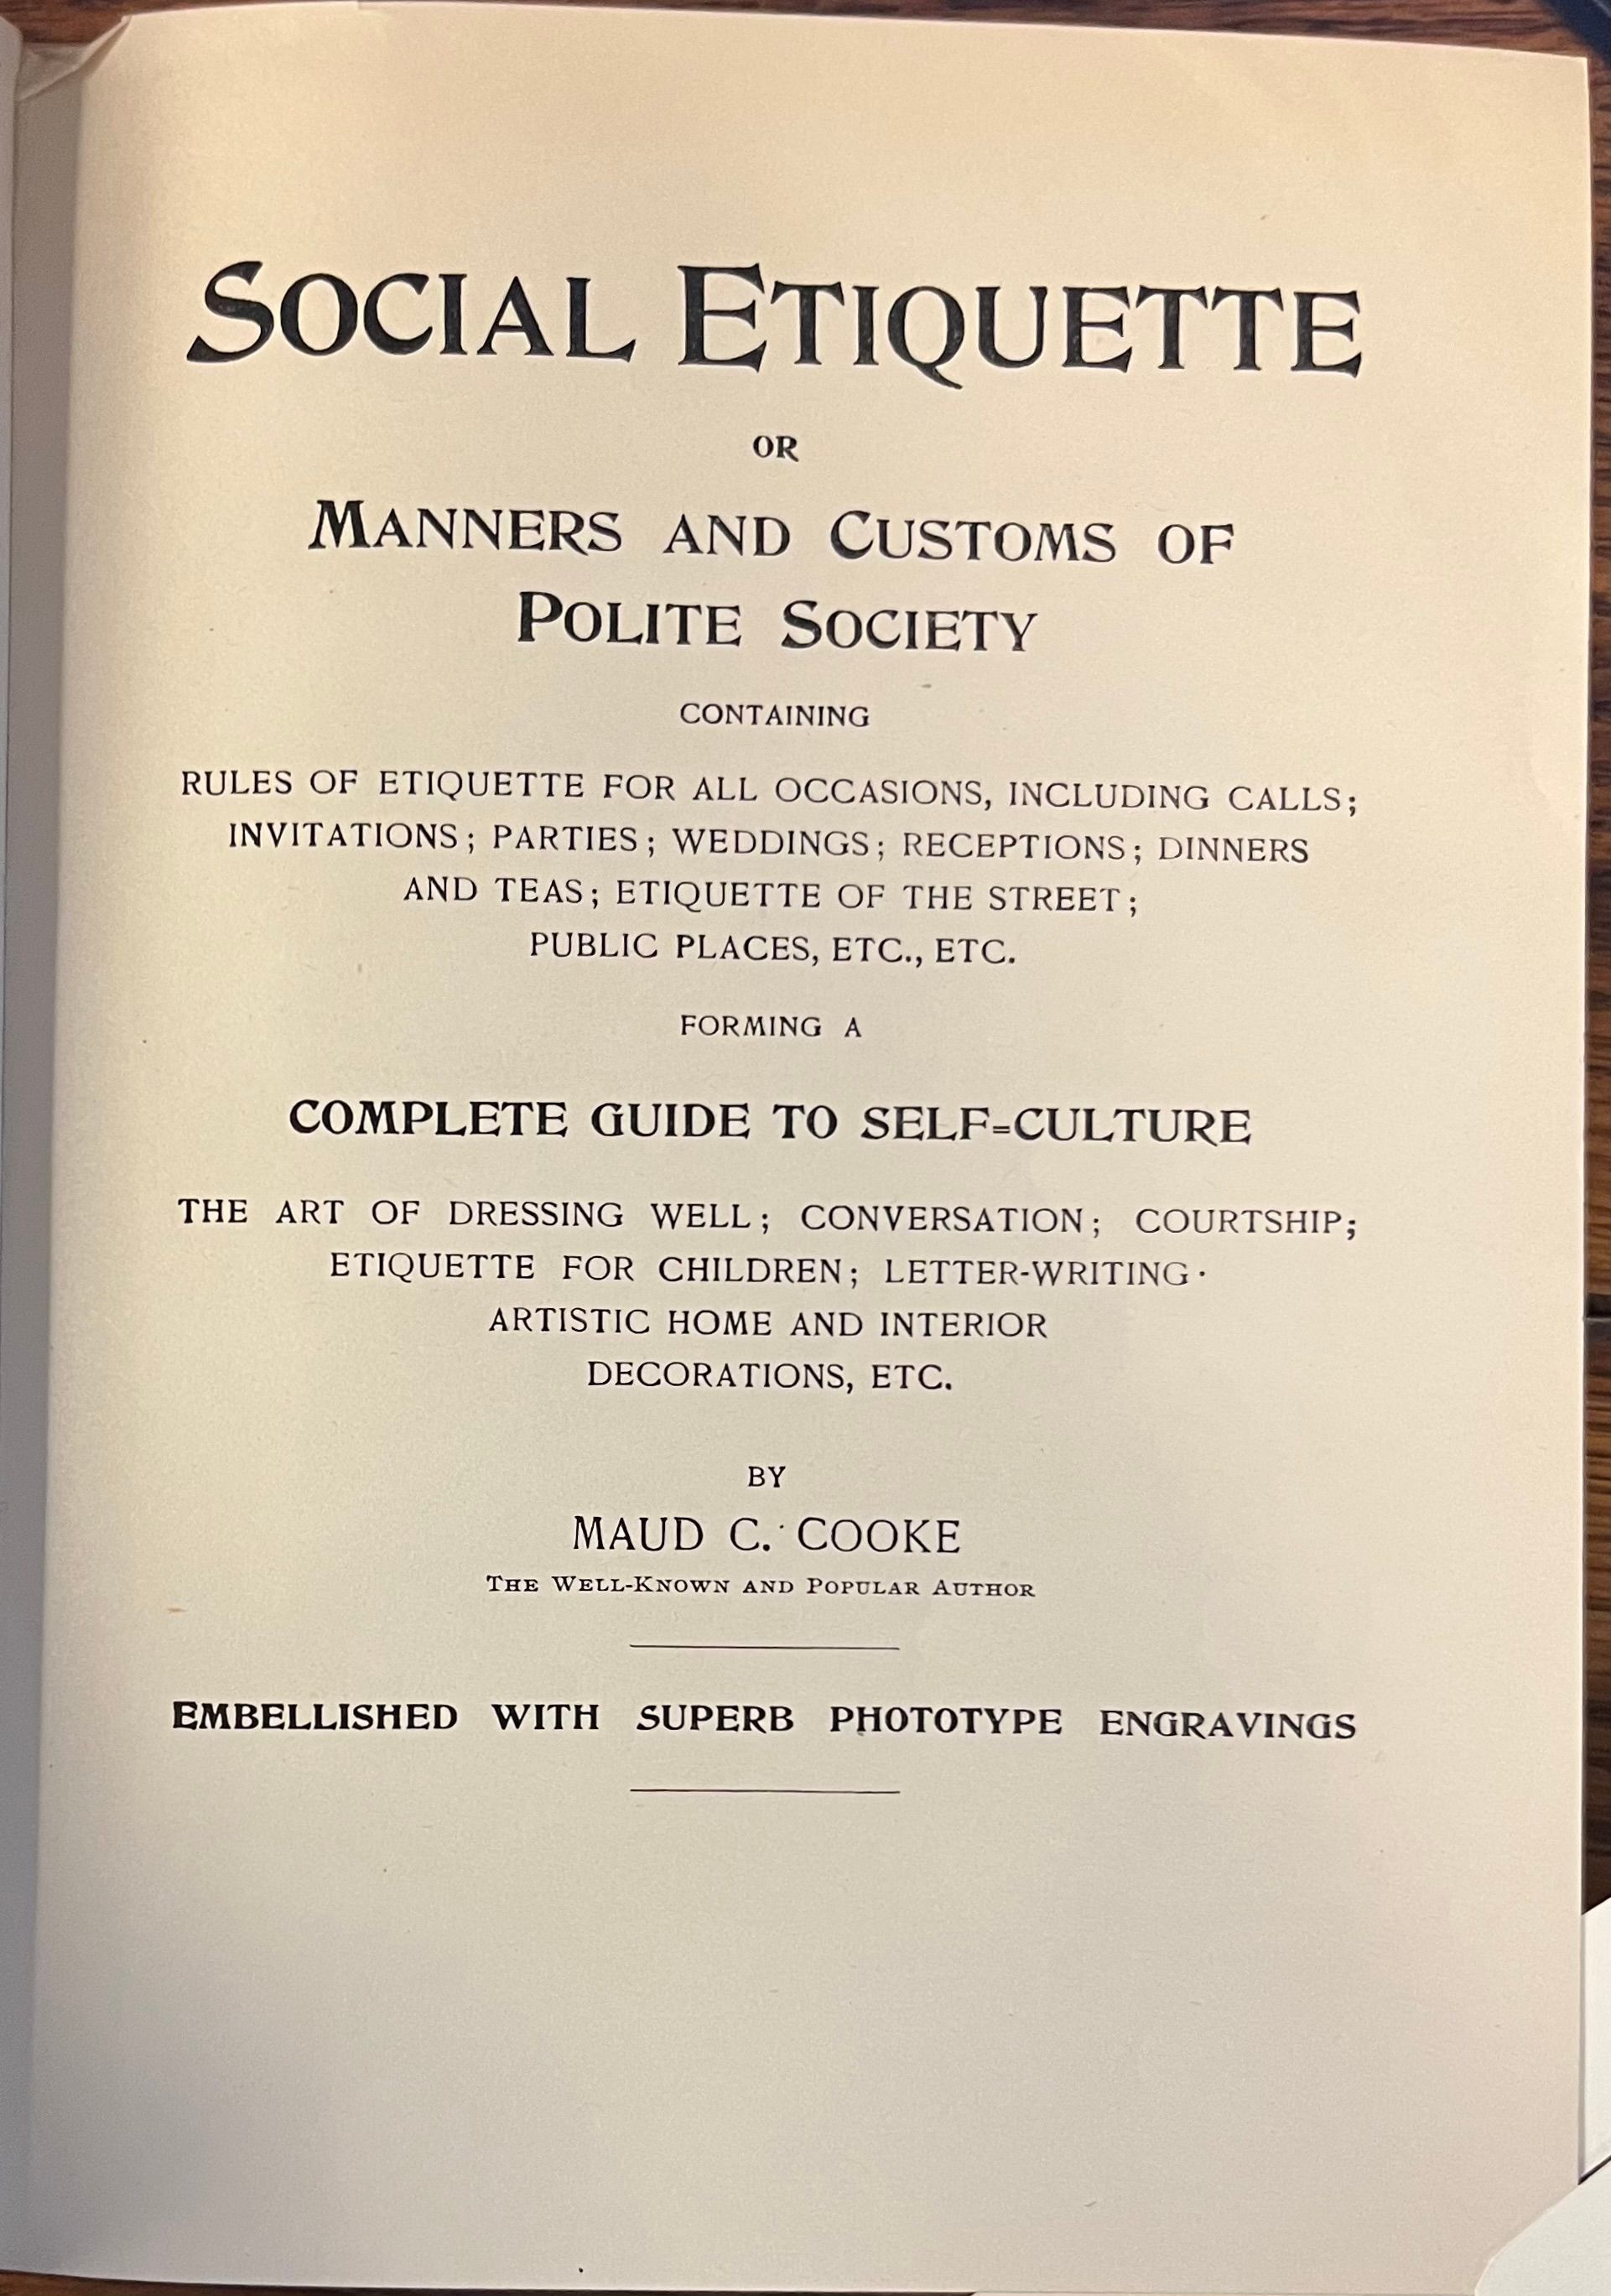 SOCIAL ETIQUETTE
OR
MANNERS AND CUSTOMS OF
POLITE SOCIETY
CONTAINING
RULES OF ETIQUETTE FOR ALL OCCASIONS, INCLUDING CALLS;
INVITATIONS; PARTIES; WEDDINGS; RECEPTIONS; DINNERS
AND TEAS; ETIQUETTE OF THE STREET;
PUBLIC PLACES, ETC., ETC.
FORMING A
COMPLETE GUIDE TO SELF=CULTURE
THE ART OF DRESSING WELL; CONVERSATION; COURTSHIP;
ETIQUETTE FOR CHILDREN; LETTER-WRITING·
ARTISTIC HOME AND INTERIOR
DECORATIONS, ETC.
BY
MAUD C. COOKE
THE WELL-KNOWN AND POPULAR AUTHOR
EMBELLISHED WITH SUPERB PHOTOTYPE ENGRAVINGS